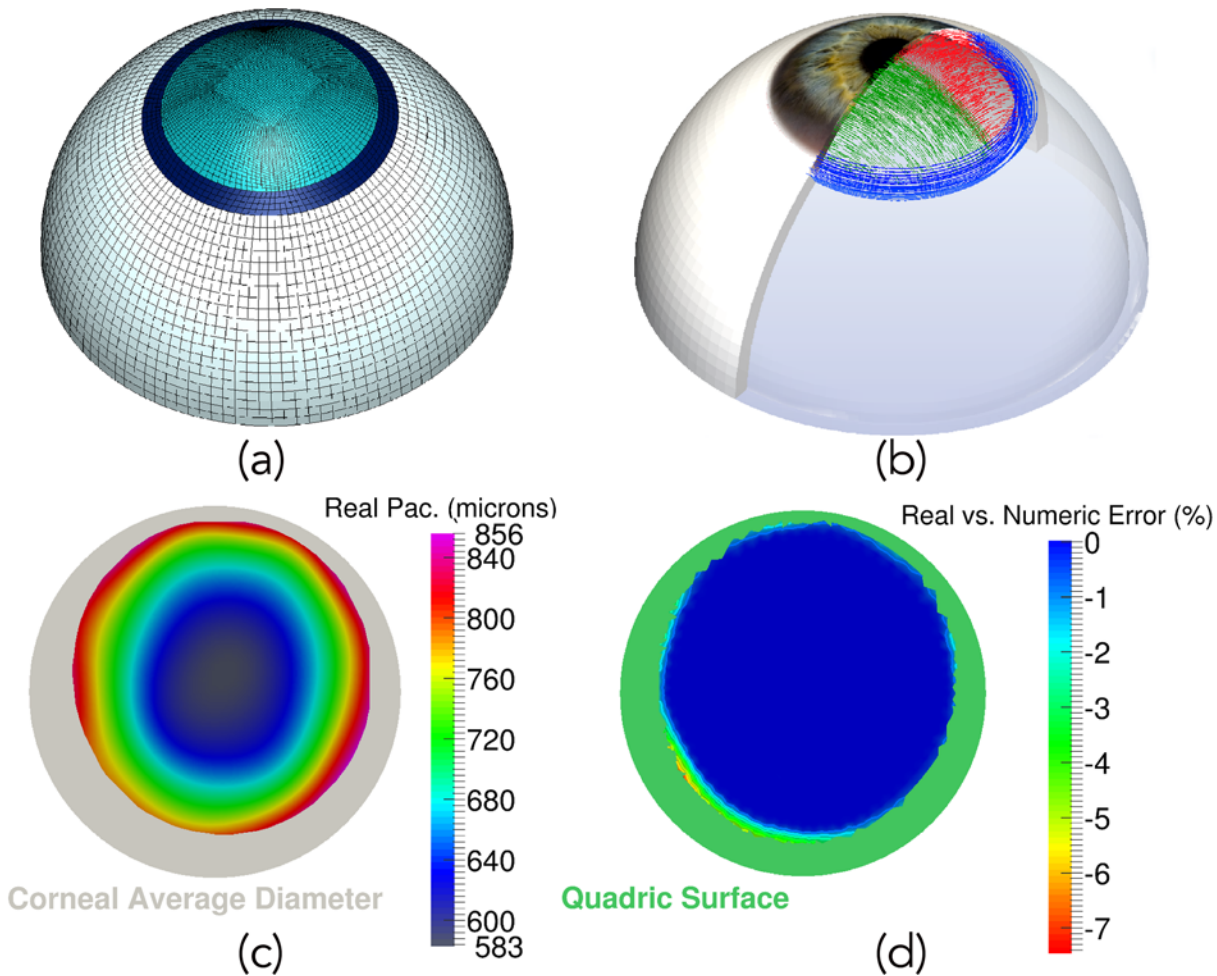 (a)
(b)
Real Pac. (microns)
856
840
800
760
720
680
640
600
583
Corneal Average Diameter
(c)
Real vs. Numeric Error (%)
0
-1
-2
-3
-4
-5
-6
-7
Quadric Surface
(d)